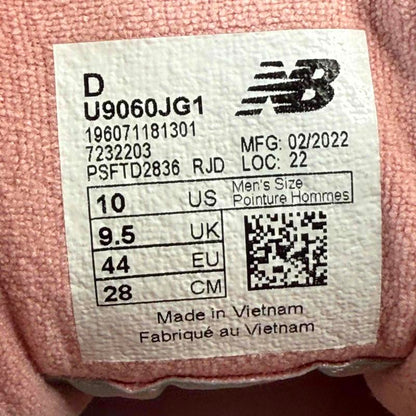 D
U9060JG1
NB
196071181301
7232203 MFG: 02/2022
PSFTD2836 RJD LOC: 22
10 US Men's Size
Pointure Hommes
9.5 UK
44 EU
28 CM
Made in Vietnam
Fabriqué au Vietnam